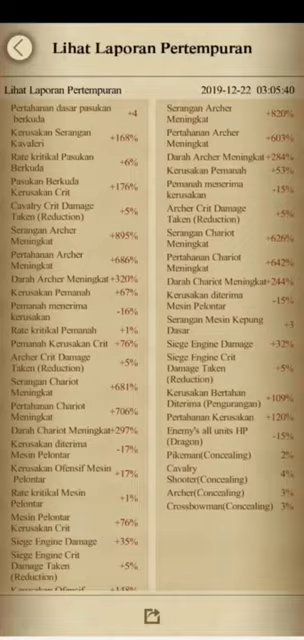 Lihat Laporan Pertempuran
Lihat Laporan Pertempuran 2019-12-22 03:05:40
Pertahanan dasar pasukan
berkuda +4
Kerusakan Serangan
Kavaleri +168%
Rate kritikal Pasukan
Berkuda +6%
Pasukan Berkuda
Kerusakan Crit +176%
Cavalry Crit Damage
Taken (Reduction) +5%
Serangan Archer
Meningkat +895%
Pertahanan Archer
Meningkat +686%
Darah Archer Meningkat +320%
Kerusakan Pemanah +67%
Pemanah menerima
kerusakan -16%
Rate kritikal Pemanah +1%
Pemanah Kerusakan Crit +76%
Archer Crit Damage
Taken (Reduction) +5%
Serangan Chariot
Meningkat +681%
Pertahanan Chariot
Meningkat +706%
Darah Chariot Meningkat +297%
Kerusakan diterima
Mesin Pelontar -17%
Kerusakan Ofensif Mesin
Pelontar +17%
Rate kritikal Mesin
Pelontar +1%
Mesin Pelontar
Kerusakan Crit +76%
Siege Engine Damage +35%
Siege Engine Crit
Damage Taken
(Reduction) +5%
Kerusakan Ofensif +148%
Serangan Archer
Meningkat +820%
Pertahanan Archer
Meningkat +603%
Darah Archer Meningkat +284%
Kerusakan Pemanah +53%
Pemanah menerima
kerusakan -15%
Archer Crit Damage
Taken (Reduction) +5%
Serangan Chariot
Meningkat +626%
Pertahanan Chariot
Meningkat +642%
Darah Chariot Meningkat +244%
Kerusakan diterima
Mesin Pelontar -15%
Serangan Mesin Kepung
Dasar +3
Siege Engine Damage +32%
Siege Engine Crit
Damage Taken
(Reduction) +5%
Kerusakan Bertahan
Diterima (Pengurangan) +109%
Pertahanan Kerusakan +120%
Enemy's all units HP
(Dragon) -15%
Pikeman(Concealing) 2%
Cavalry
Shooter(Concealing) 4%
Archer(Concealing) 3%
Crossbowman(Concealing) 3%